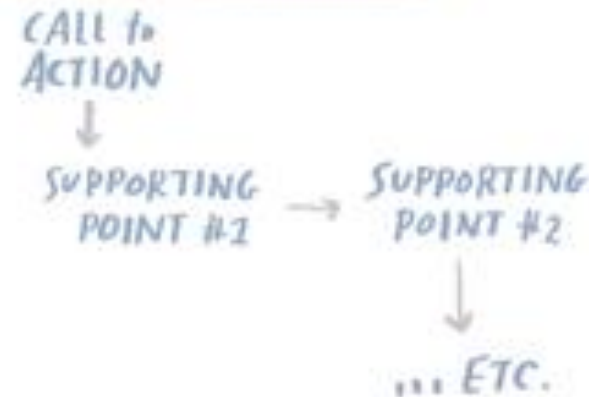 CALL to
ACTION
SUPPORTING
POINT #1
SUPPORTING
POINT #2
... ETC.